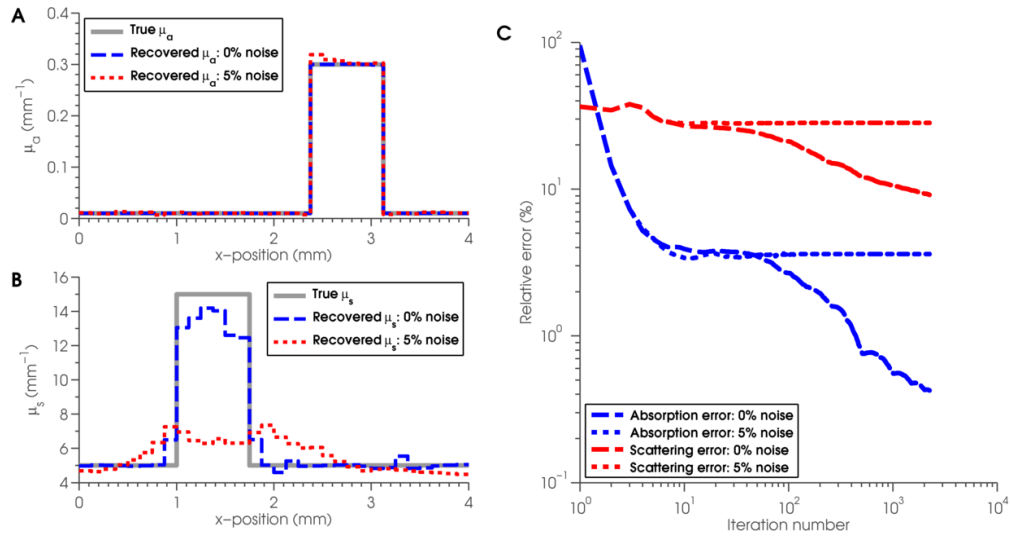 A
0.4
0.3
0.2
0.1
0
μa (mm⁻¹)
True μa
Recovered μa: 0% noise
Recovered μa: 5% noise
0 1 2 3 4
x-position (mm)
B
16
14
12
10
8
6
4
μs (mm⁻¹)
True μs
Recovered μs: 0% noise
Recovered μs: 5% noise
0 1 2 3 4
x-position (mm)
C
10²
10¹
10⁰
10⁻¹
Relative error (%)
Absorption error: 0% noise
Absorption error: 5% noise
Scattering error: 0% noise
Scattering error: 5% noise
10⁰ 10¹ 10² 10³ 10⁴
Iteration number